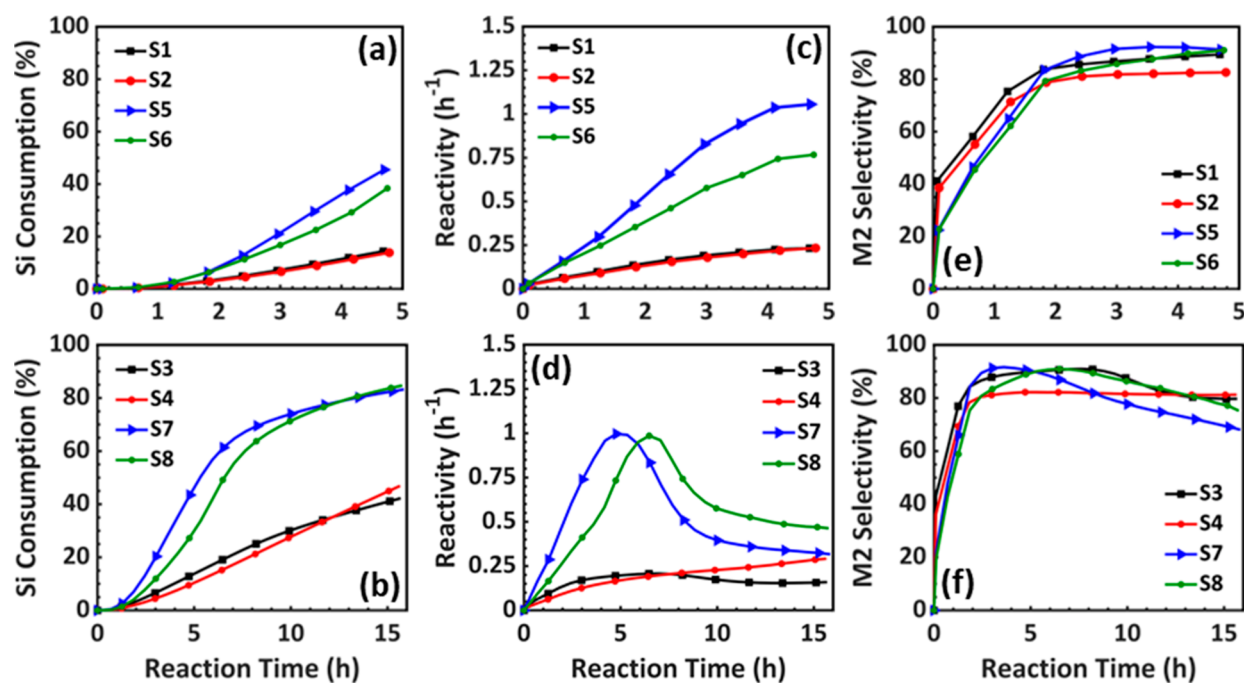 Si Consumption (%)
100
80
60
40
20
0
S1
S2
S5
S6
(a)
0 1 2 3 4 5
Reactivity (h⁻¹)
1.5
1.25
1
0.75
0.5
0.25
0
(c)
S1
S2
S5
S6
0 1 2 3 4 5
M2 Selectivity (%)
100
80
60
40
20
0
S1
S2
S5
S6
(e)
0 1 2 3 4 5
Si Consumption (%)
100
80
60
40
20
0
S3
S4
S7
S8
(b)
0 5 10 15
Reaction Time (h)
Reactivity (h⁻¹)
1.5
1.25
1
0.75
0.5
0.25
0
(d)
S3
S4
S7
S8
0 5 10 15
Reaction Time (h)
M2 Selectivity (%)
100
80
60
40
20
0
S3
S4
S7
S8
(f)
0 5 10 15
Reaction Time (h)